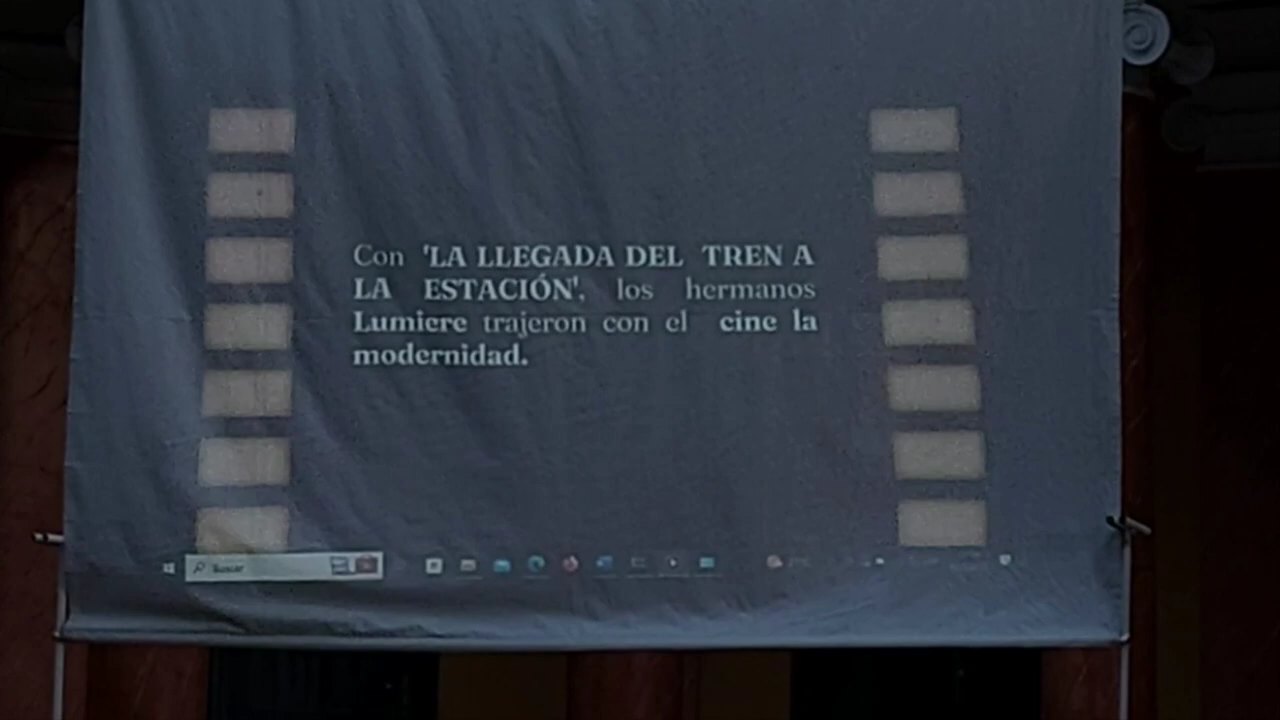 Con 'LA LLEGADA DEL TREN A
LA ESTACIÓN', los hermanos
Lumiere trajeron con el cine la
modernidad.
Buscar